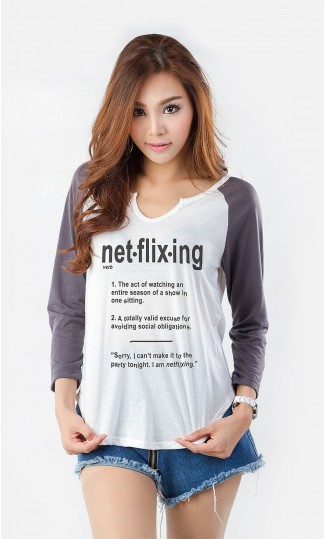 net·flix·ing
verb
1. The act of watching an
entire season of a show in
one sitting.
2. A totally valid excuse for
avoiding social obligations.
"Sorry, I can't make it to the
party tonight. I am netflixing."